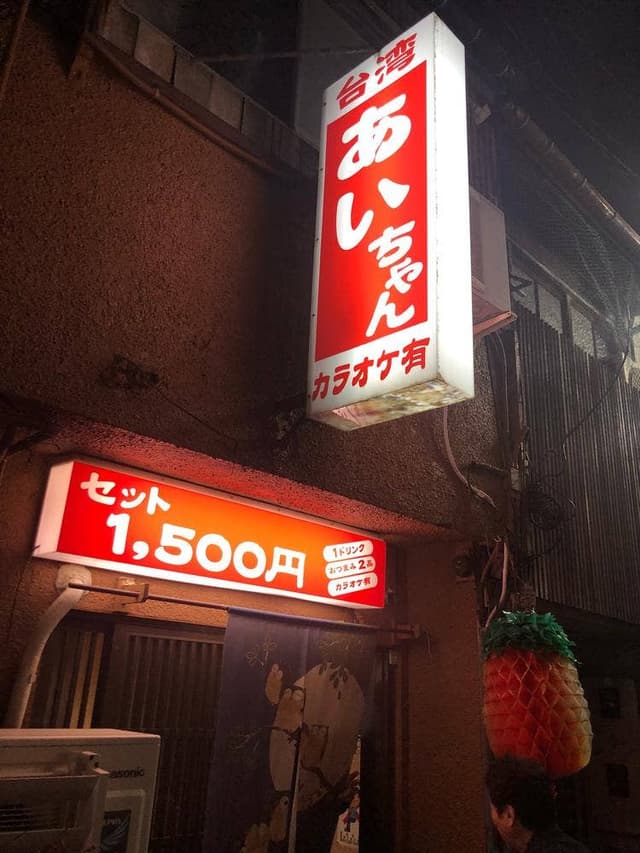 台湾
あいちゃん
カラオケ有
セット
1,500円
1ドリンク
おつまみ2品
カラオケ有
Panasonic